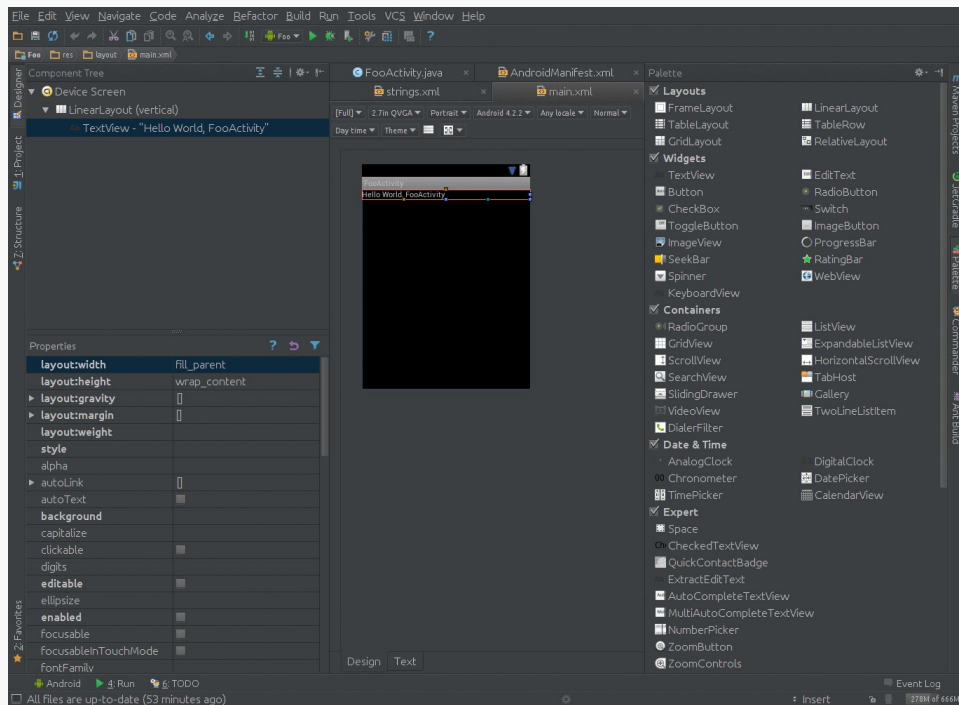 File Edit View Navigate Code Analyze Refactor Build Run Tools VCS Window Help
Foo
Foo res layout main.xml
Component Tree
Device Screen
LinearLayout (vertical)
TextView - "Hello World, FooActivity"
Designer
1: Project
Z: Structure
2: Favorites
Properties
layout:width fill_parent
layout:height wrap_content
layout:gravity []
layout:margin []
layout:weight
style
alpha
autoLink []
autoText
background
capitalize
clickable
digits
editable
ellipsize
enabled
focusable
focusableInTouchMode
fontFamily
FooActivity.java AndroidManifest.xml
strings.xml main.xml
[Full] 2.7in QVGA Portrait Android 4.2.2 Any locale Normal
Day time Theme
FooActivity
Hello World, FooActivity
Design Text
Palette
Layouts
FrameLayout LinearLayout
TableLayout TableRow
GridLayout RelativeLayout
Widgets
TextView EditText
Button RadioButton
CheckBox Switch
ToggleButton ImageButton
ImageView ProgressBar
SeekBar RatingBar
Spinner WebView
KeyboardView
Containers
RadioGroup ListView
GridView ExpandableListView
ScrollView HorizontalScrollView
SearchView TabHost
SlidingDrawer Gallery
VideoView TwoLineListItem
DialerFilter
Date & Time
AnalogClock DigitalClock
Chronometer DatePicker
TimePicker CalendarView
Expert
Space
CheckedTextView
QuickContactBadge
ExtractEditText
AutoCompleteTextView
MultiAutoCompleteTextView
NumberPicker
ZoomButton
ZoomControls
Maven Projects
JetGradle
Palette
Commander
Ant Build
Android 4: Run 6: TODO Event Log
All files are up-to-date (53 minutes ago) Insert 278M of 666M